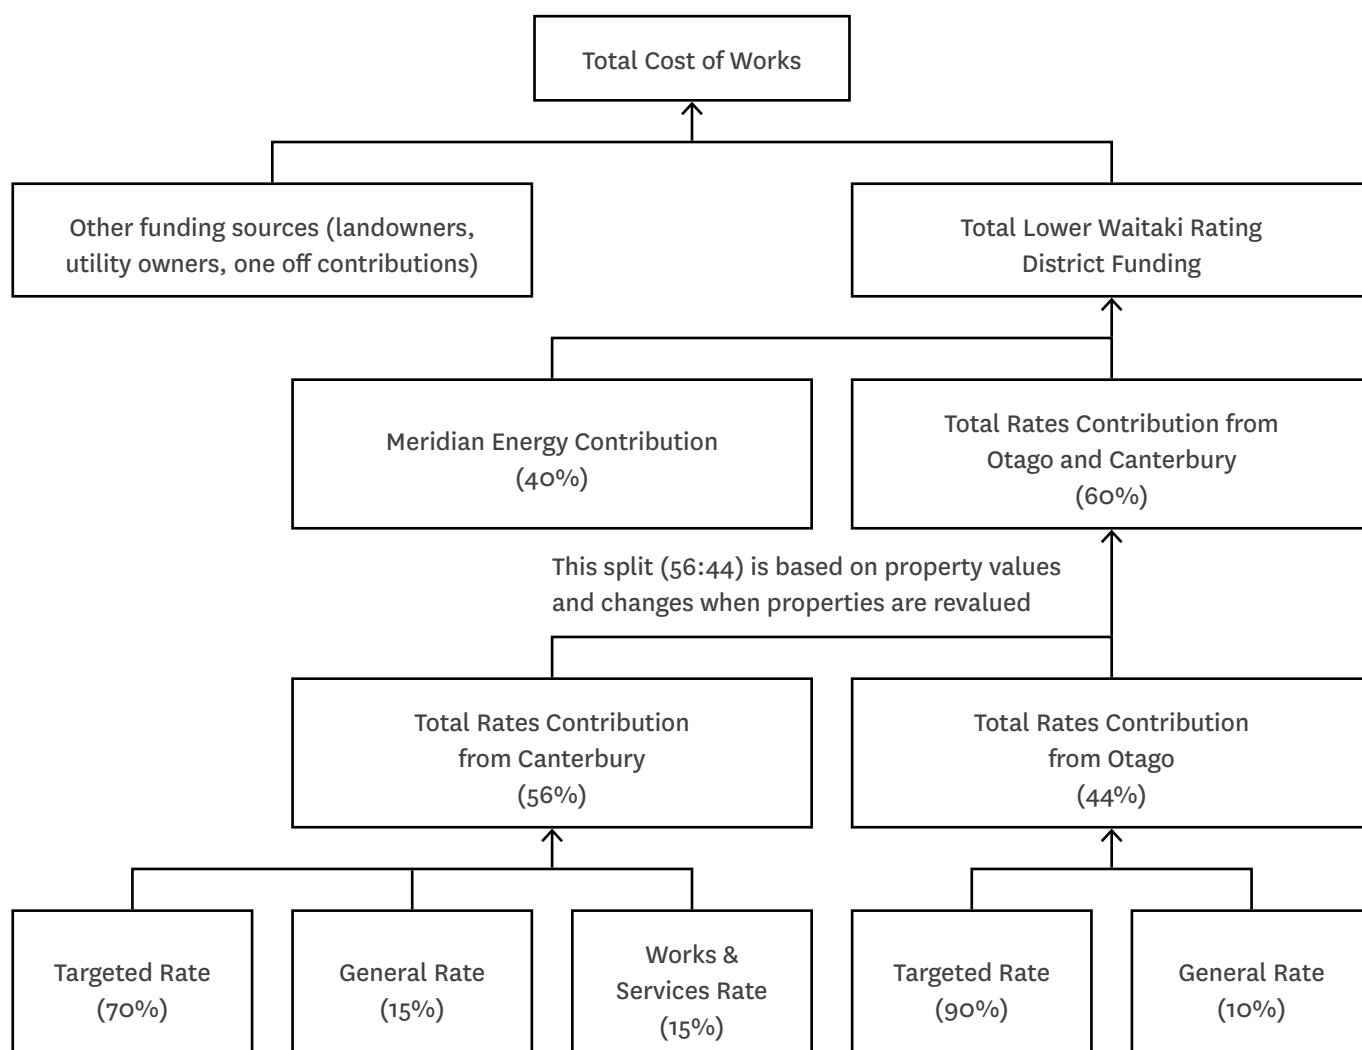 Total Cost of Works
Other funding sources (landowners,
utility owners, one off contributions)
Total Lower Waitaki Rating
District Funding
Meridian Energy Contribution
(40%)
Total Rates Contribution from
Otago and Canterbury
(60%)
This split (56:44) is based on property values
and changes when properties are revalued
Total Rates Contribution
from Canterbury
(56%)
Total Rates Contribution
from Otago
(44%)
Targeted Rate
(70%)
General Rate
(15%)
Works &
Services Rate
(15%)
Targeted Rate
(90%)
General Rate
(10%)